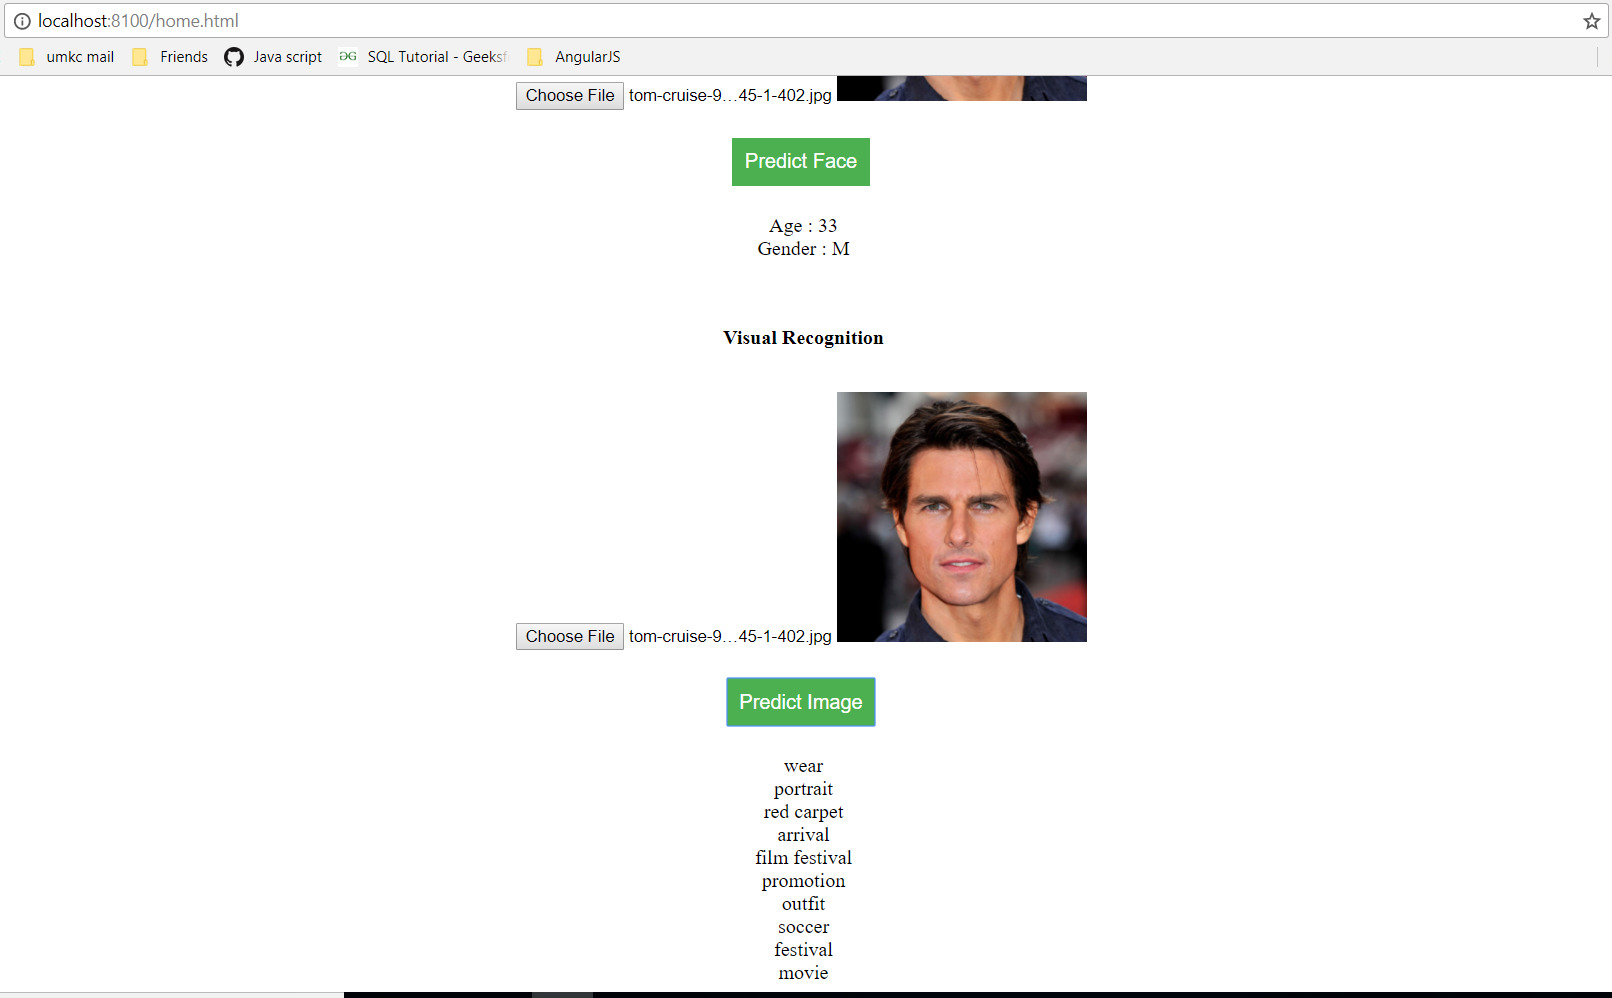 localhost:8100/home.html
umkc mail Friends Java script SQL Tutorial - Geeksf AngularJS
Choose File tom-cruise-9…45-1-402.jpg
Predict Face
Age : 33
Gender : M
Visual Recognition
Choose File tom-cruise-9…45-1-402.jpg
Predict Image
wear
portrait
red carpet
arrival
film festival
promotion
outfit
soccer
festival
movie